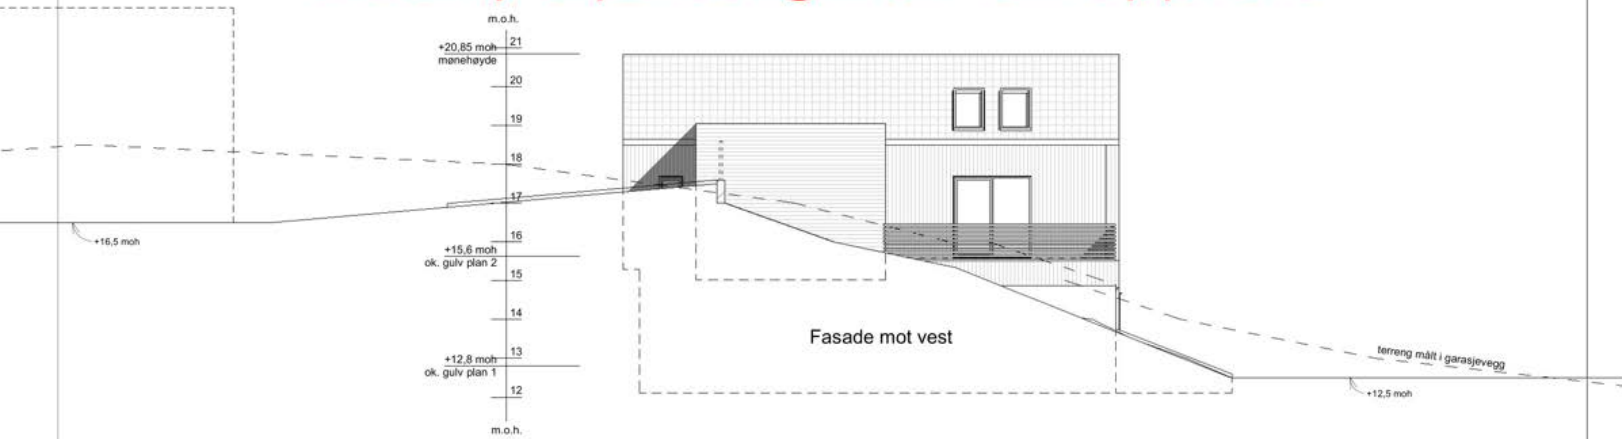 m.o.h.
+20,85 moh
mønehøyde
21
20
19
18
17
16
+16,5 moh
+15,6 moh
ok. gulv plan 2
15
14
Fasade mot vest
13
+12,8 moh
ok. gulv plan 1
terreng målt i garasjevegg
12
+12,5 moh
m.o.h.